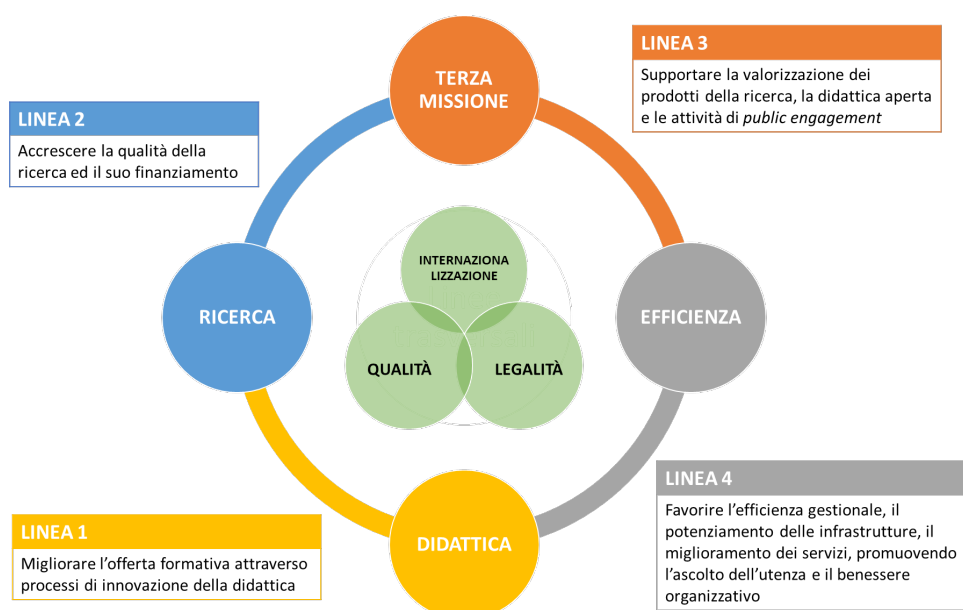 TERZA
MISSIONE
LINEA 3
Supportare la valorizzazione dei
prodotti della ricerca, la didattica aperta
e le attività di public engagement
LINEA 2
Accrescere la qualità della
ricerca ed il suo finanziamento
INTERNAZIONA
LIZZAZIONE
RICERCA
EFFICIENZA
QUALITÀ
LEGALITÀ
LINEA 4
Favorire l’efficienza gestionale, il
potenziamento delle infrastrutture, il
miglioramento dei servizi, promuovendo
l’ascolto dell’utenza e il benessere
organizzativo
LINEA 1
Migliorare l’offerta formativa attraverso
processi di innovazione della didattica
DIDATTICA